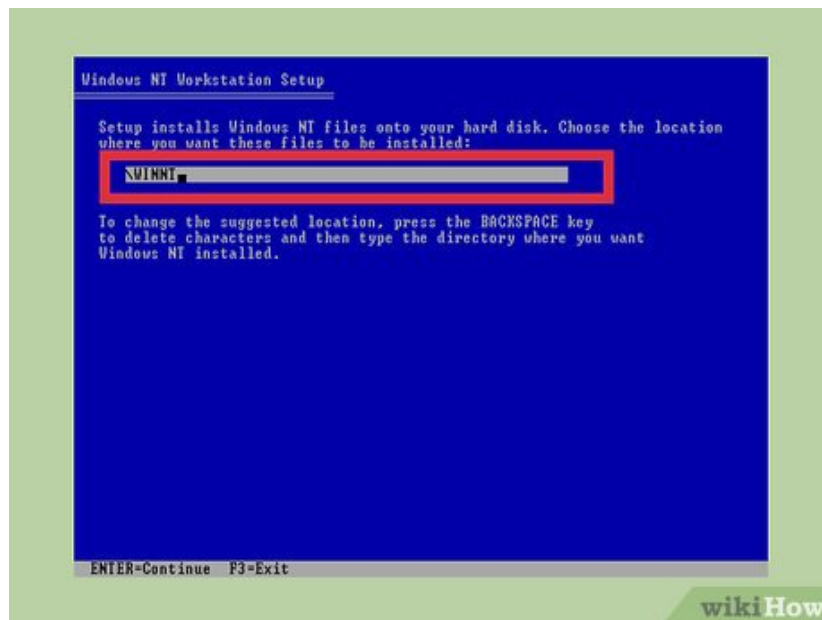 Windows NT Workstation Setup
Setup installs Windows NT files onto your hard disk. Choose the location
where you want these files to be installed:
\WINNT
To change the suggested location, press the BACKSPACE key
to delete characters and then type the directory where you want
Windows NT installed.
ENTER=Continue F3=Exit
wikiHow